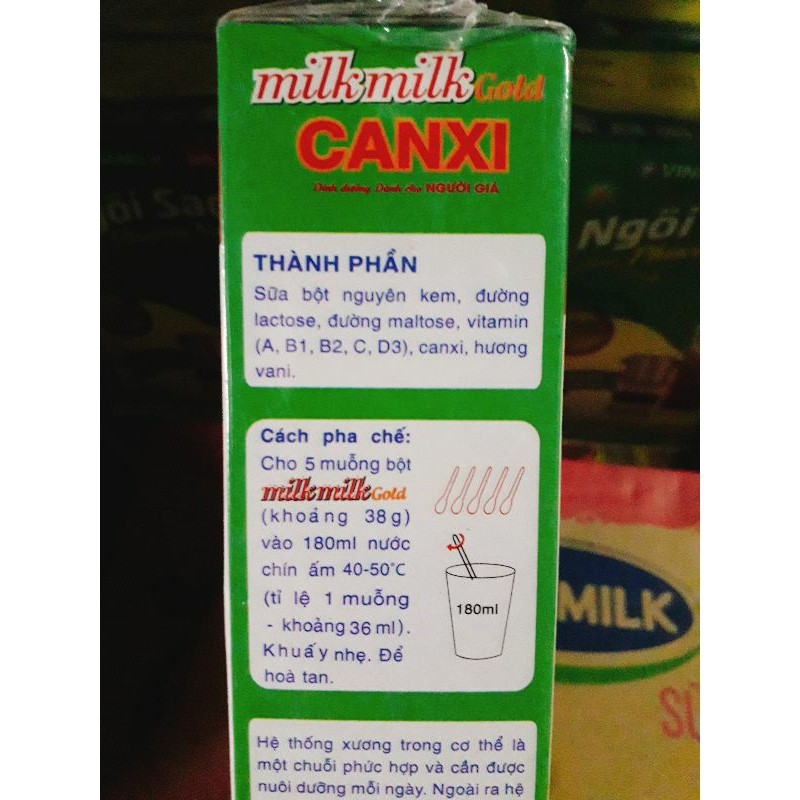 milkmilk Gold
CANXI
Dinh dưỡng Dành cho NGƯỜI GIÀ
THÀNH PHẦN
Sữa bột nguyên kem, đường
lactose, đường maltose, vitamin
(A, B1, B2, C, D3), canxi, hương
vani.
Cách pha chế:
Cho 5 muỗng bột
milkmilk Gold
(khoảng 38g)
vào 180ml nước
chín ấm 40-50°C
(tỉ lệ 1 muỗng
- khoảng 36 ml).
Khuấy nhẹ. Để
hoà tan.
180ml
Hệ thống xương trong cơ thể là
một chuỗi phức hợp và cần được
nuôi dưỡng mỗi ngày. Ngoài ra hệ
Ngôi
MILK